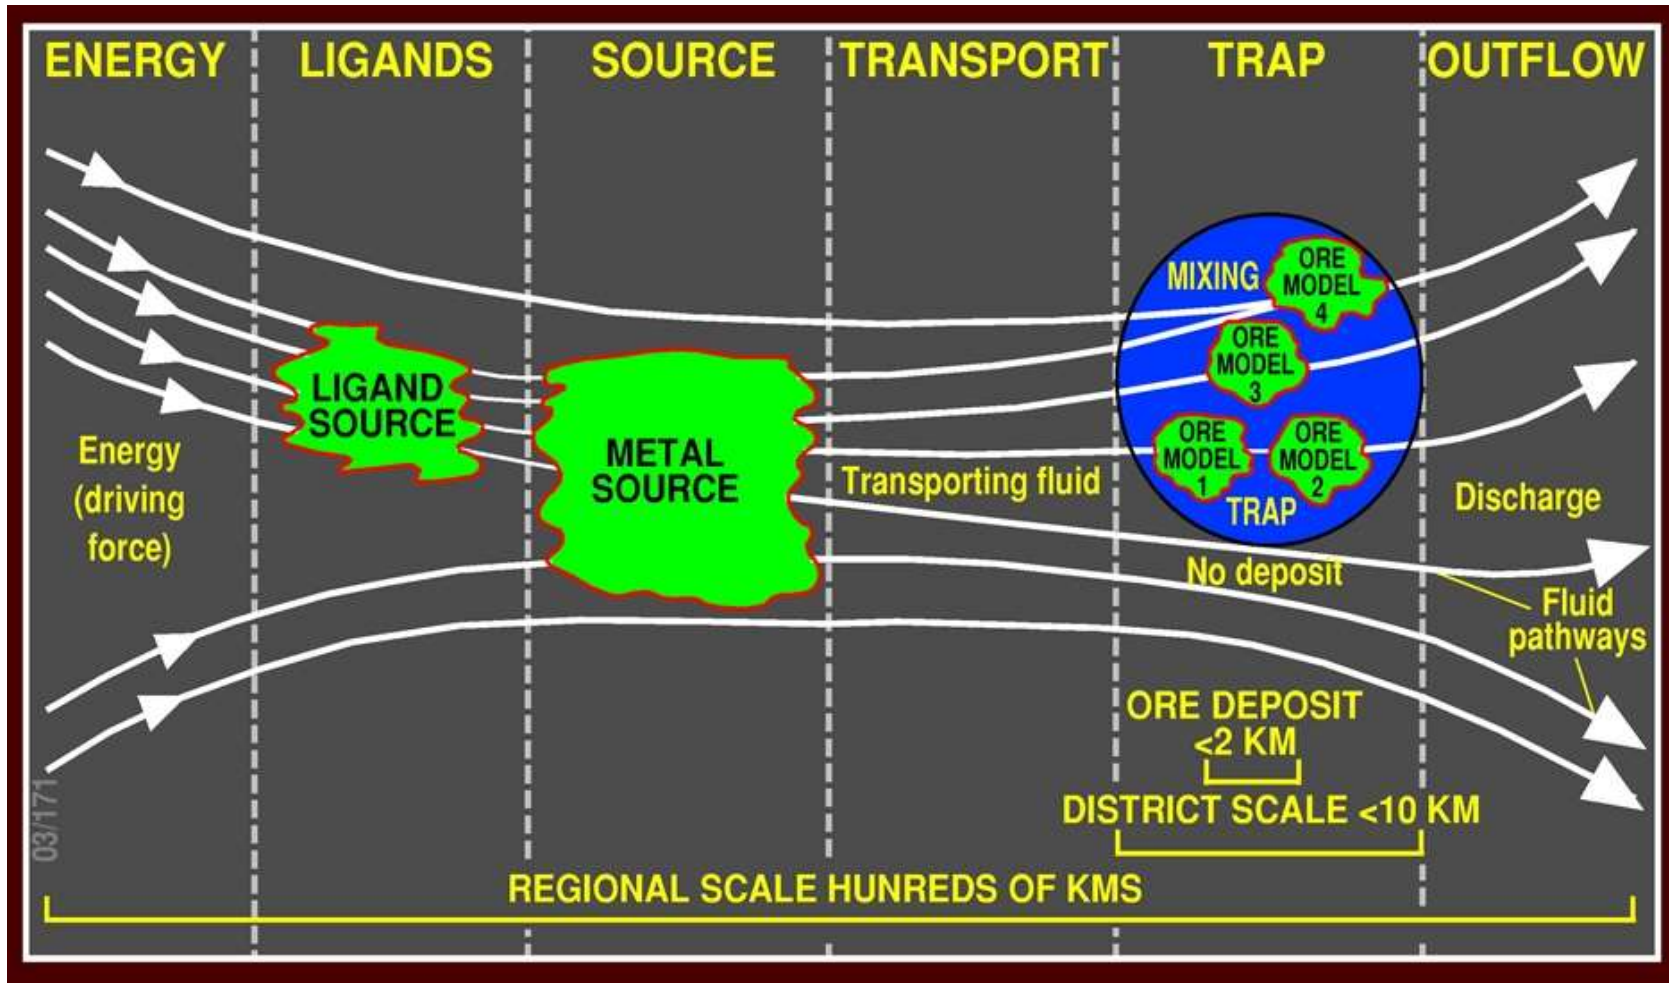 ENERGY
LIGANDS
SOURCE
TRANSPORT
TRAP
OUTFLOW
Energy
(driving
force)
LIGAND
SOURCE
METAL
SOURCE
Transporting fluid
MIXING
ORE
MODEL
4
ORE
MODEL
3
ORE
MODEL
1
ORE
MODEL
2
TRAP
No deposit
Discharge
Fluid
pathways
ORE DEPOSIT
<2 KM
DISTRICT SCALE <10 KM
REGIONAL SCALE HUNREDS OF KMS
03/171